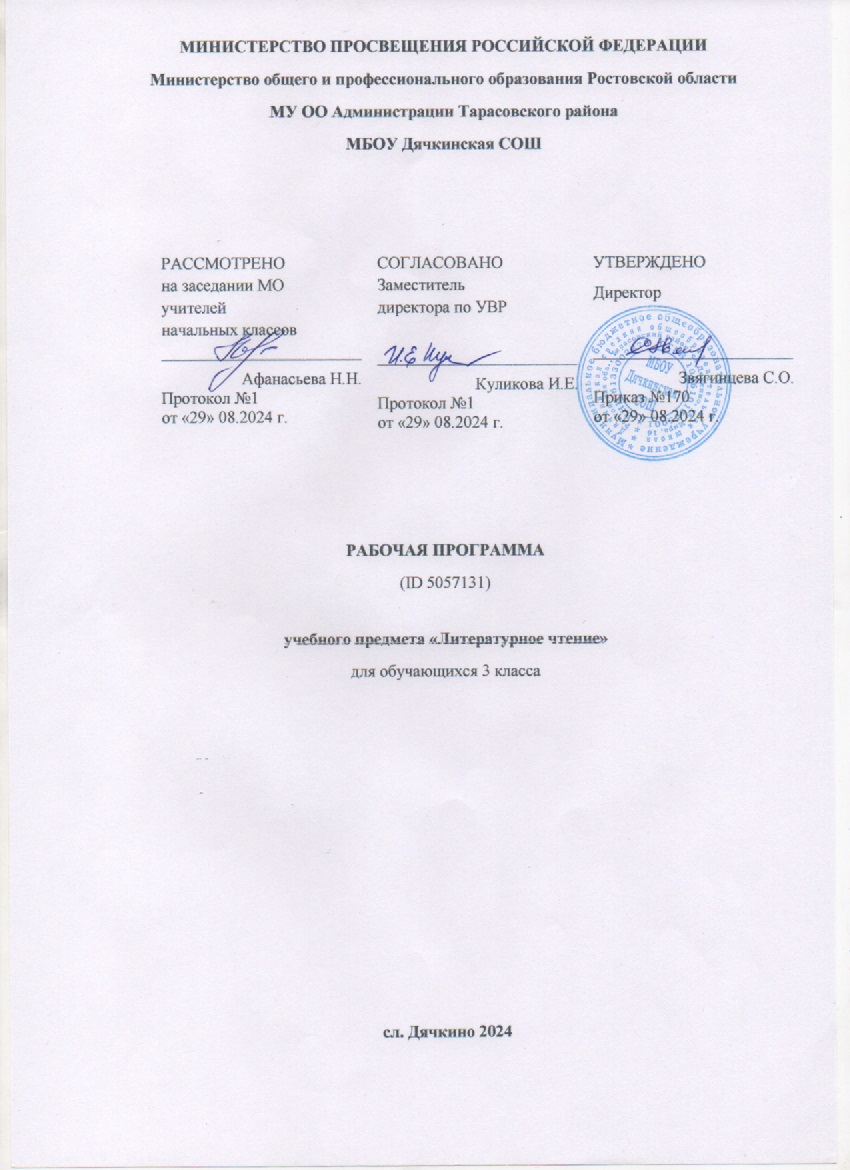 МИНИСТЕРСТВО ПРОСВЕЩЕНИЯ РОССИЙСКОЙ ФЕДЕРАЦИИ
Министерство общего и профессионального образования Ростовской области
МУ ОО Администрации Тарасовского района
МБОУ Дячкинская СОШ
РАССМОТРЕНО
на заседании МО
учителей
начальных классов
Афанасьева Н.Н.
Протокол №1
от «29» 08.2024 г.
СОГЛАСОВАНО
Заместитель
директора по УВР
Куликова И.Е.
Протокол №1
от «29» 08.2024 г.
УТВЕРЖДЕНО
Директор
МБОУ
Дячкинская
СОШ
Звягинцева С.О.
Приказ №170
от «29» 08.2024 г.
РАБОЧАЯ ПРОГРАММА
(ID 5057131)
учебного предмета «Литературное чтение»
для обучающихся 3 класса
сл. Дячкино 2024